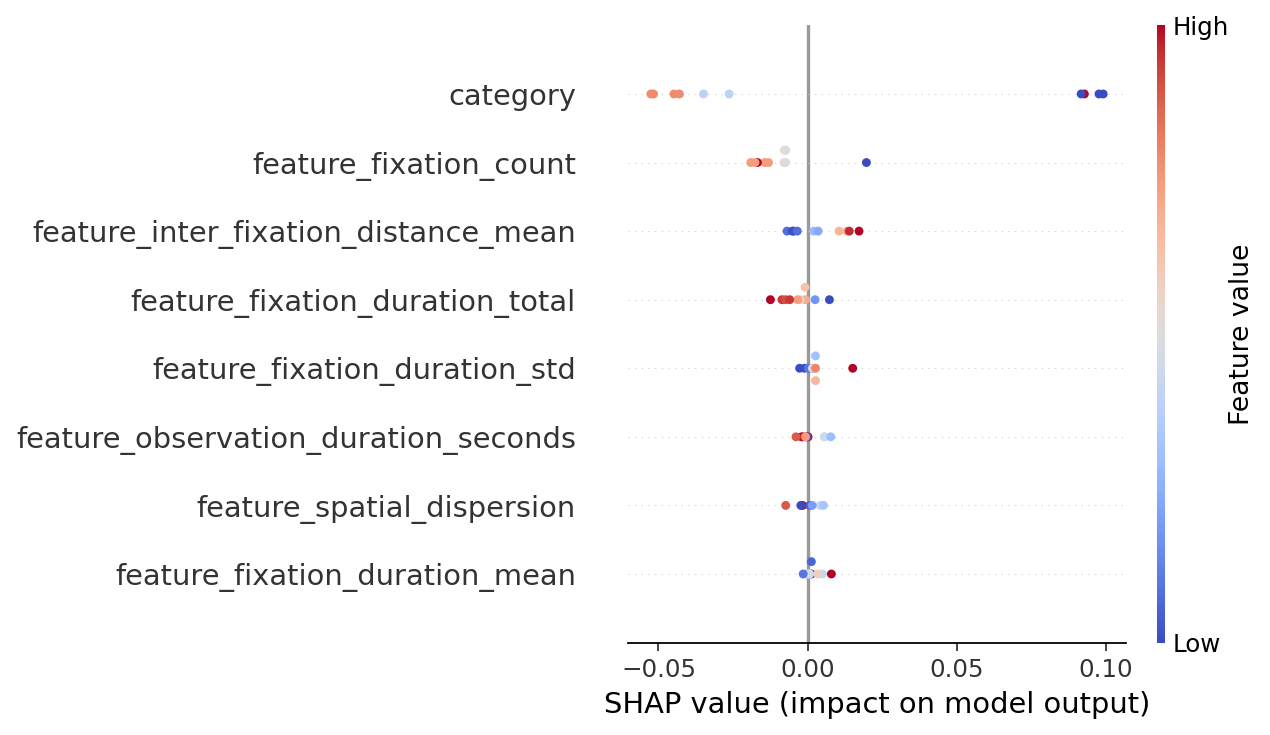 High
category
feature_fixation_count
feature_inter_fixation_distance_mean
feature_fixation_duration_total
feature_fixation_duration_std
feature_observation_duration_seconds
feature_spatial_dispersion
feature_fixation_duration_mean
Feature value
Low
−0.05 0.00 0.05 0.10
SHAP value (impact on model output)